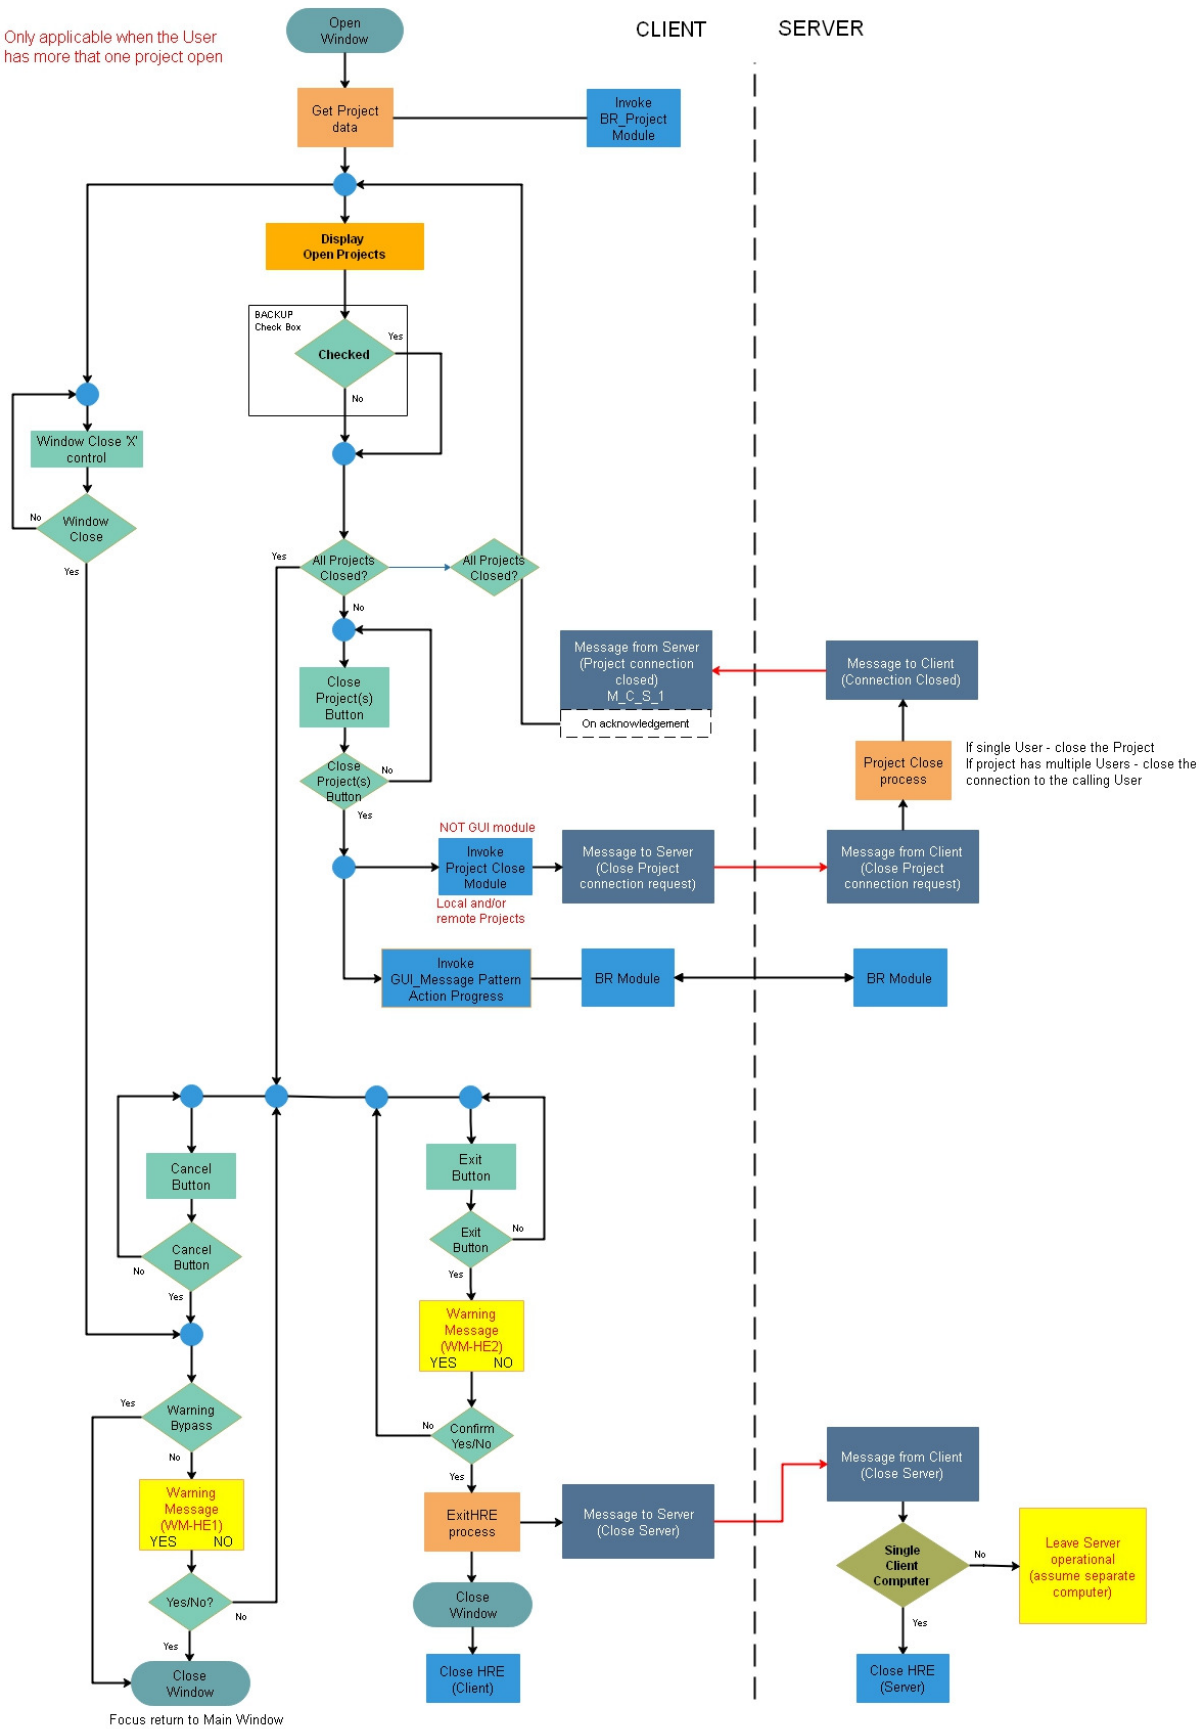 Only applicable when the User
has more that one project open
Open
Window
CLIENT
SERVER
Get Project
data
Invoke
BR_Project
Module
Display
Open Projects
BACKUP
Check Box
Checked
Yes
No
Window Close 'X'
control
Window
Close
No
Yes
Yes
All Projects
Closed?
All Projects
Closed?
No
Close
Project(s)
Button
Close
Project(s)
Button
No
Yes
Message from Server
(Project connection
closed)
M_C_S_1
On acknowledgement
Message to Client
(Connection Closed)
Project Close
process
If single User - close the Project
If project has multiple Users - close the
connection to the calling User
NOT GUI module
Invoke
Project Close
Module
Local and/or
remote Projects
Message to Server
(Close Project
connection request)
Message from Client
(Close Project
connection request)
Invoke
GUI_Message Pattern
Action Progress
BR Module
BR Module
Cancel
Button
Cancel
Button
No
Yes
Exit
Button
Exit
Button
No
Yes
Warning
Message
(WM-HE2)
YES NO
Warning
Bypass
Yes
No
Confirm
Yes/No
No
Yes
Warning
Message
(WM-HE1)
YES NO
Yes/No?
No
Yes
Close
Window
Focus return to Main Window
ExitHRE
process
Close
Window
Close HRE
(Client)
Message to Server
(Close Server)
Message from Client
(Close Server)
Single
Client
Computer
No
Yes
Leave Server
operational
(assume separate
computer)
Close HRE
(Server)